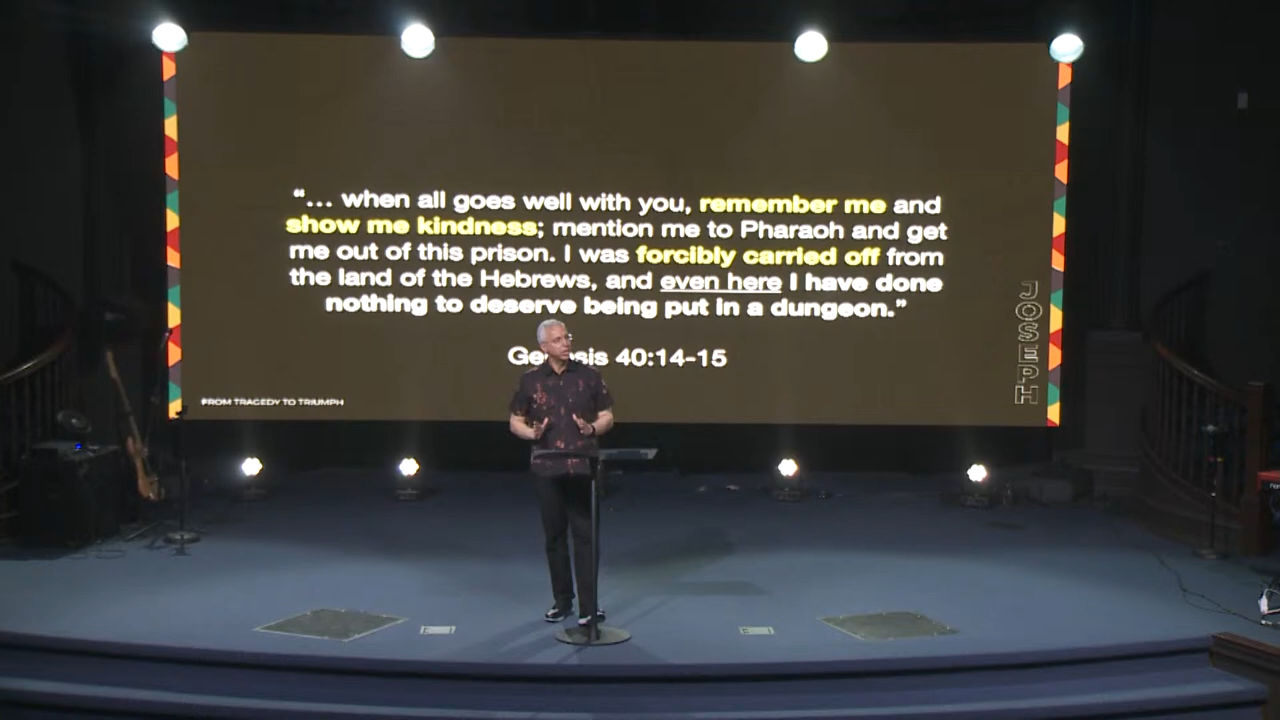 “... when all goes well with you, remember me and
show me kindness; mention me to Pharaoh and get
me out of this prison. I was forcibly carried off from
the land of the Hebrews, and even here I have done
nothing to deserve being put in a dungeon.”
Genesis 40:14-15
FROM TRAGEDY TO TRIUMPH
JOSEPH